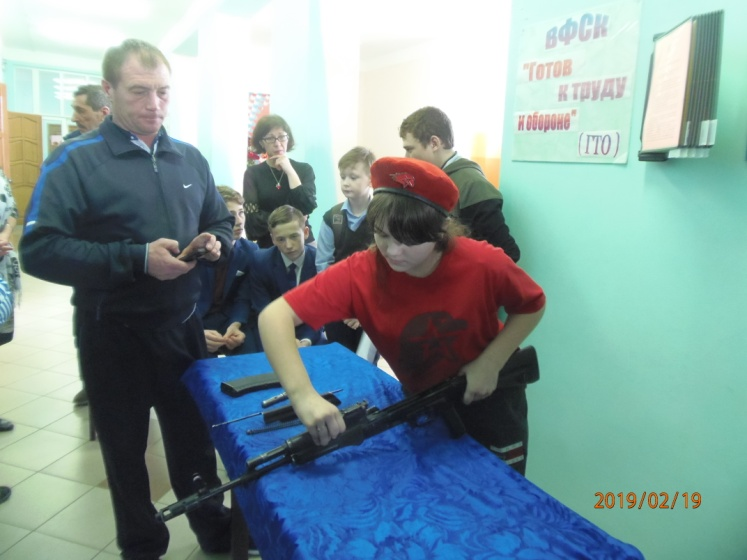 ВФСК
"Готов
к труду
и обороне"
(ГТО)
2019/02/19